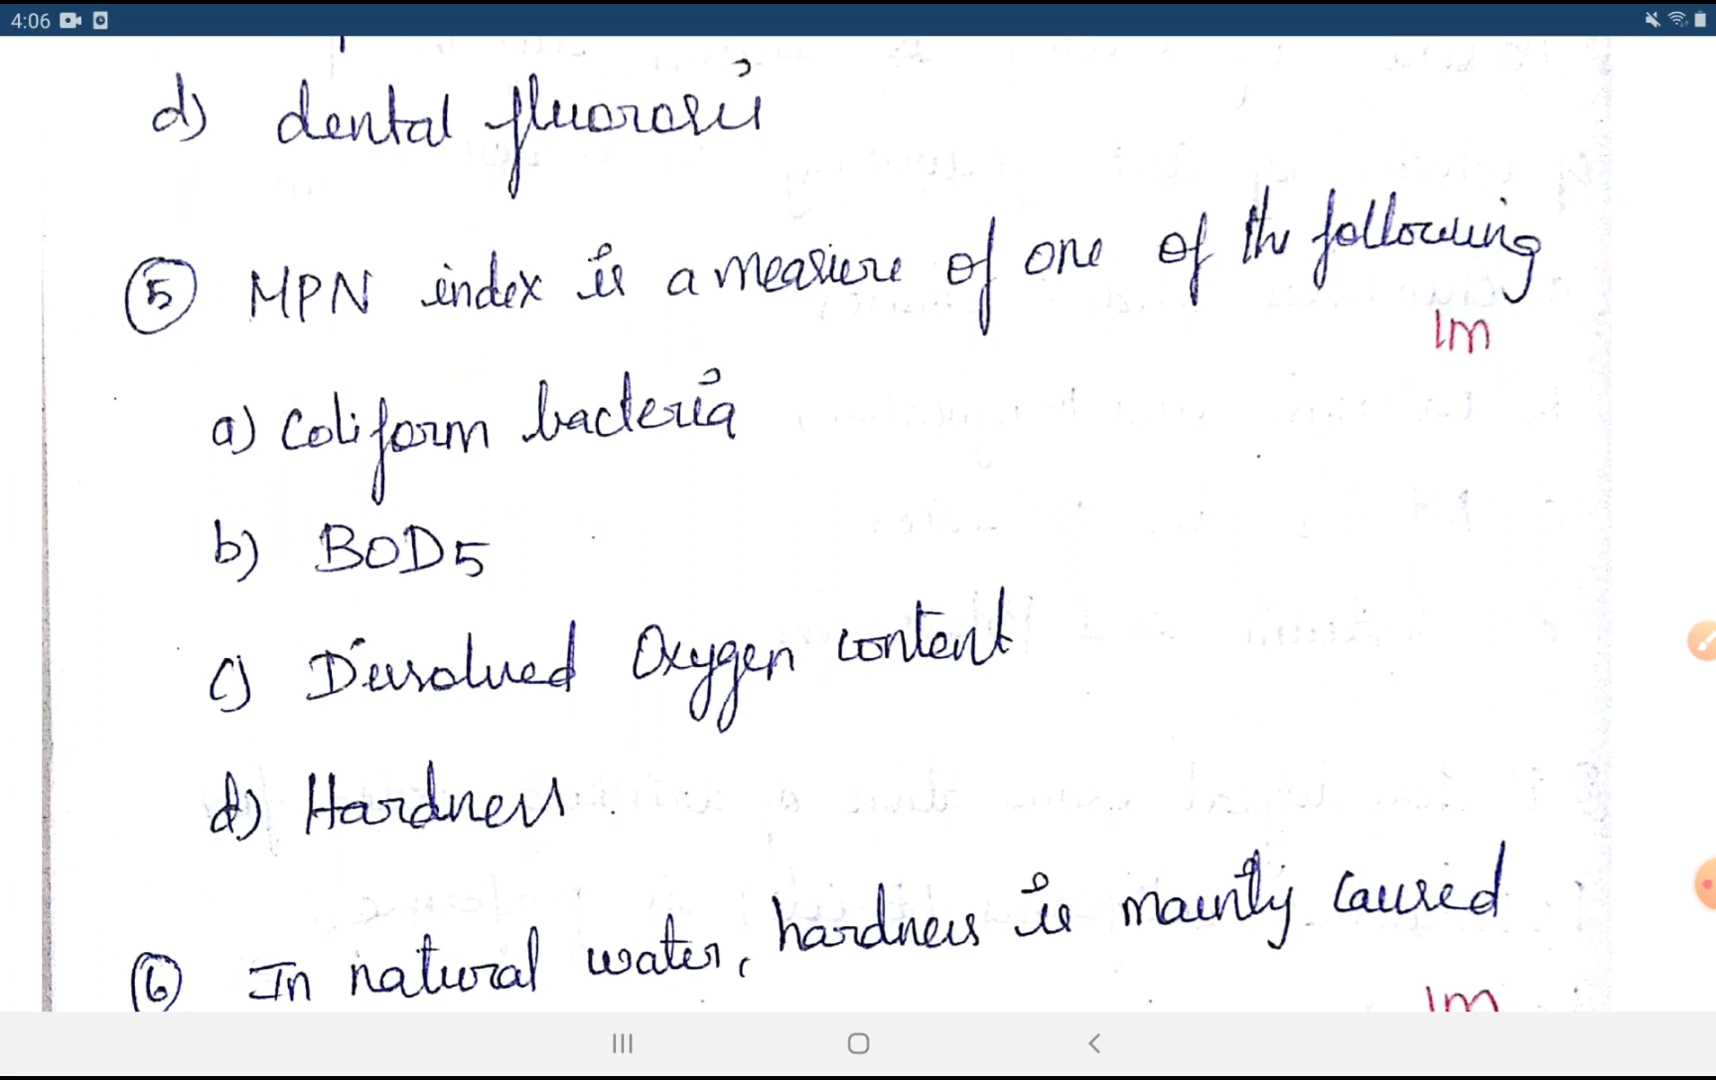 4:06
d) dental fluorosis
5 MPN index is a measure of one of the following
1m
a) Coliform bacteria
b) BOD5
c) Dissolved Oxygen content
d) Hardness
6 In natural water, hardness is mainly caused
1m